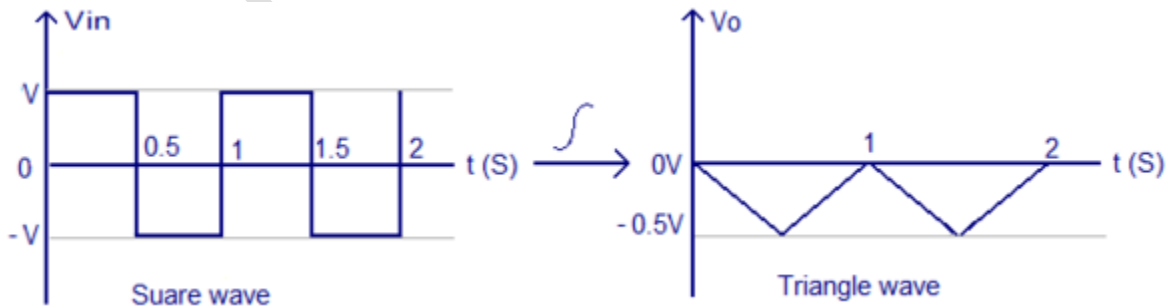 Vin
V
0
-V
0.5
1
1.5
2
t (S)
Suare wave
Vo
0V
- 0.5V
1
2
t (S)
Triangle wave